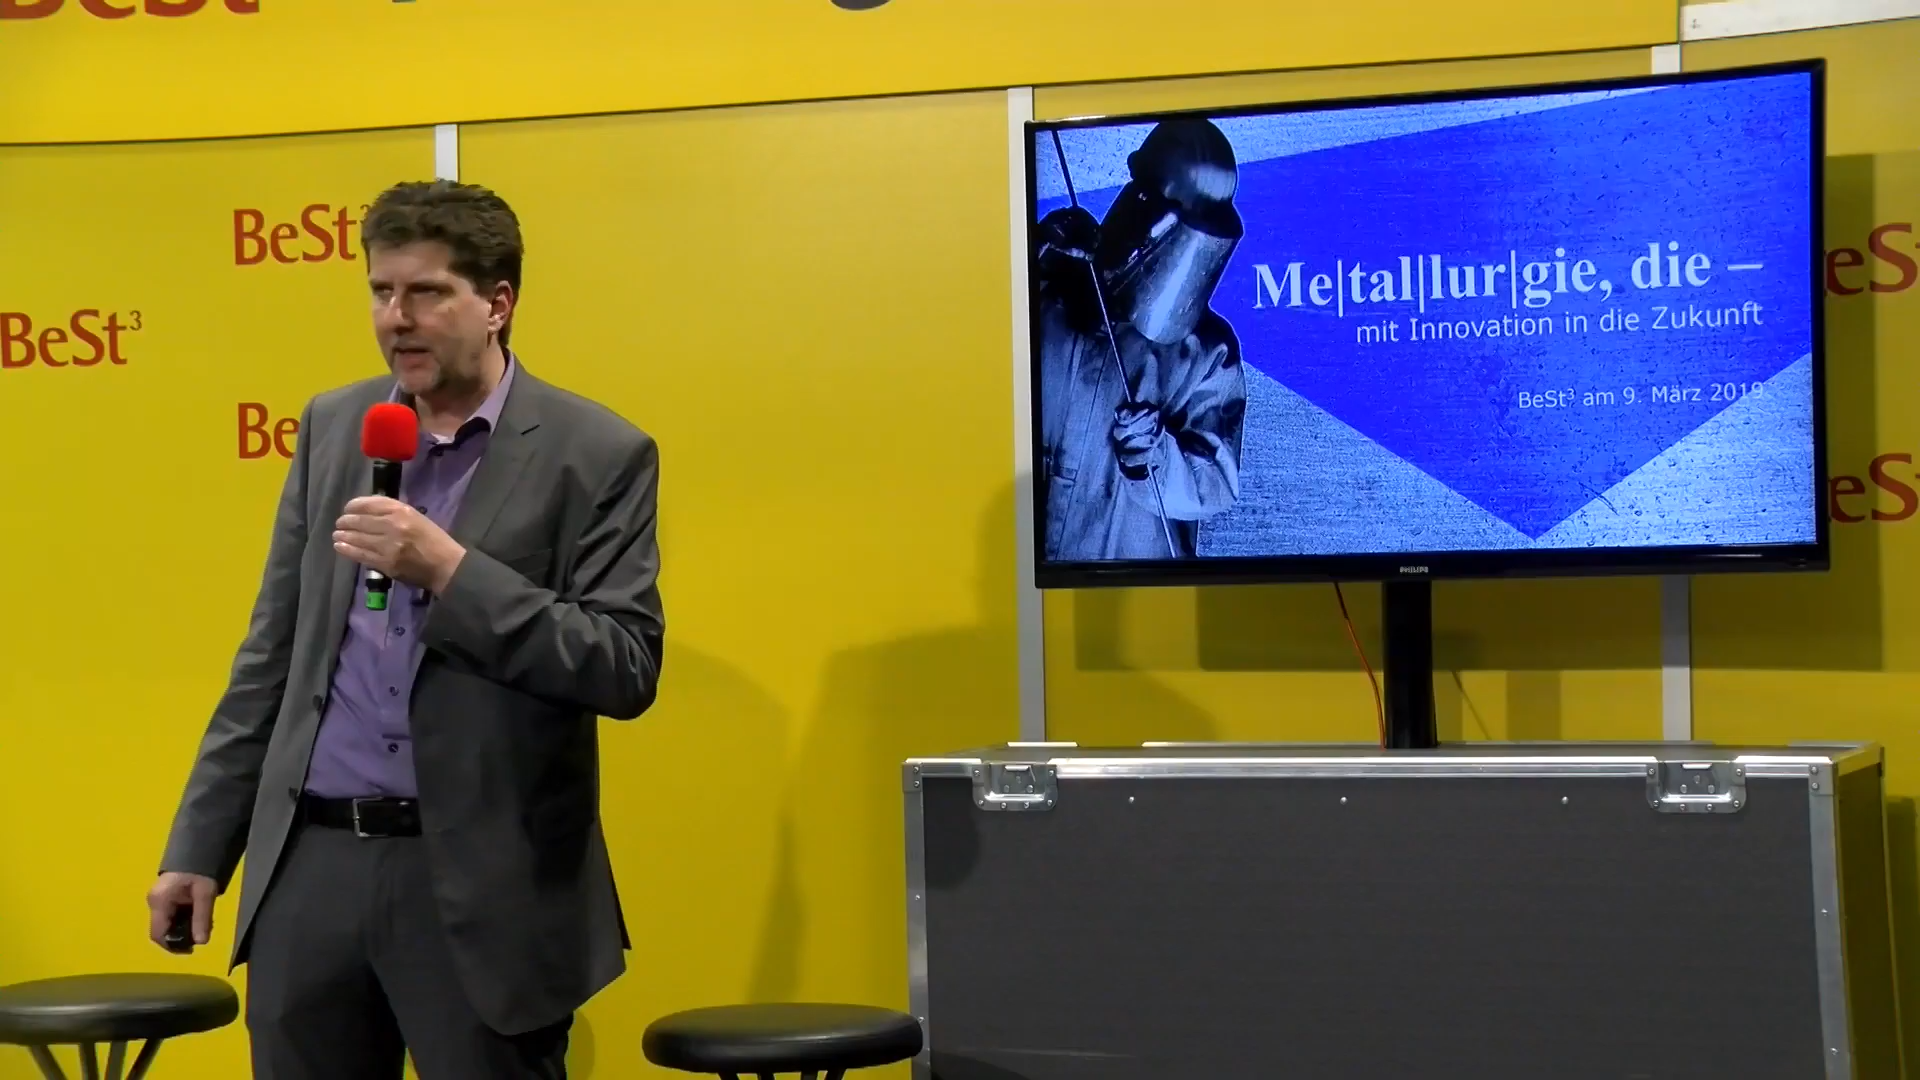 BeSt
BeSt³
BeSt³
Be
Me|tal|lur|gie, die –
mit Innovation in die Zukunft
BeSt³ am 9. März 2019
PHILIPS
eS
eS